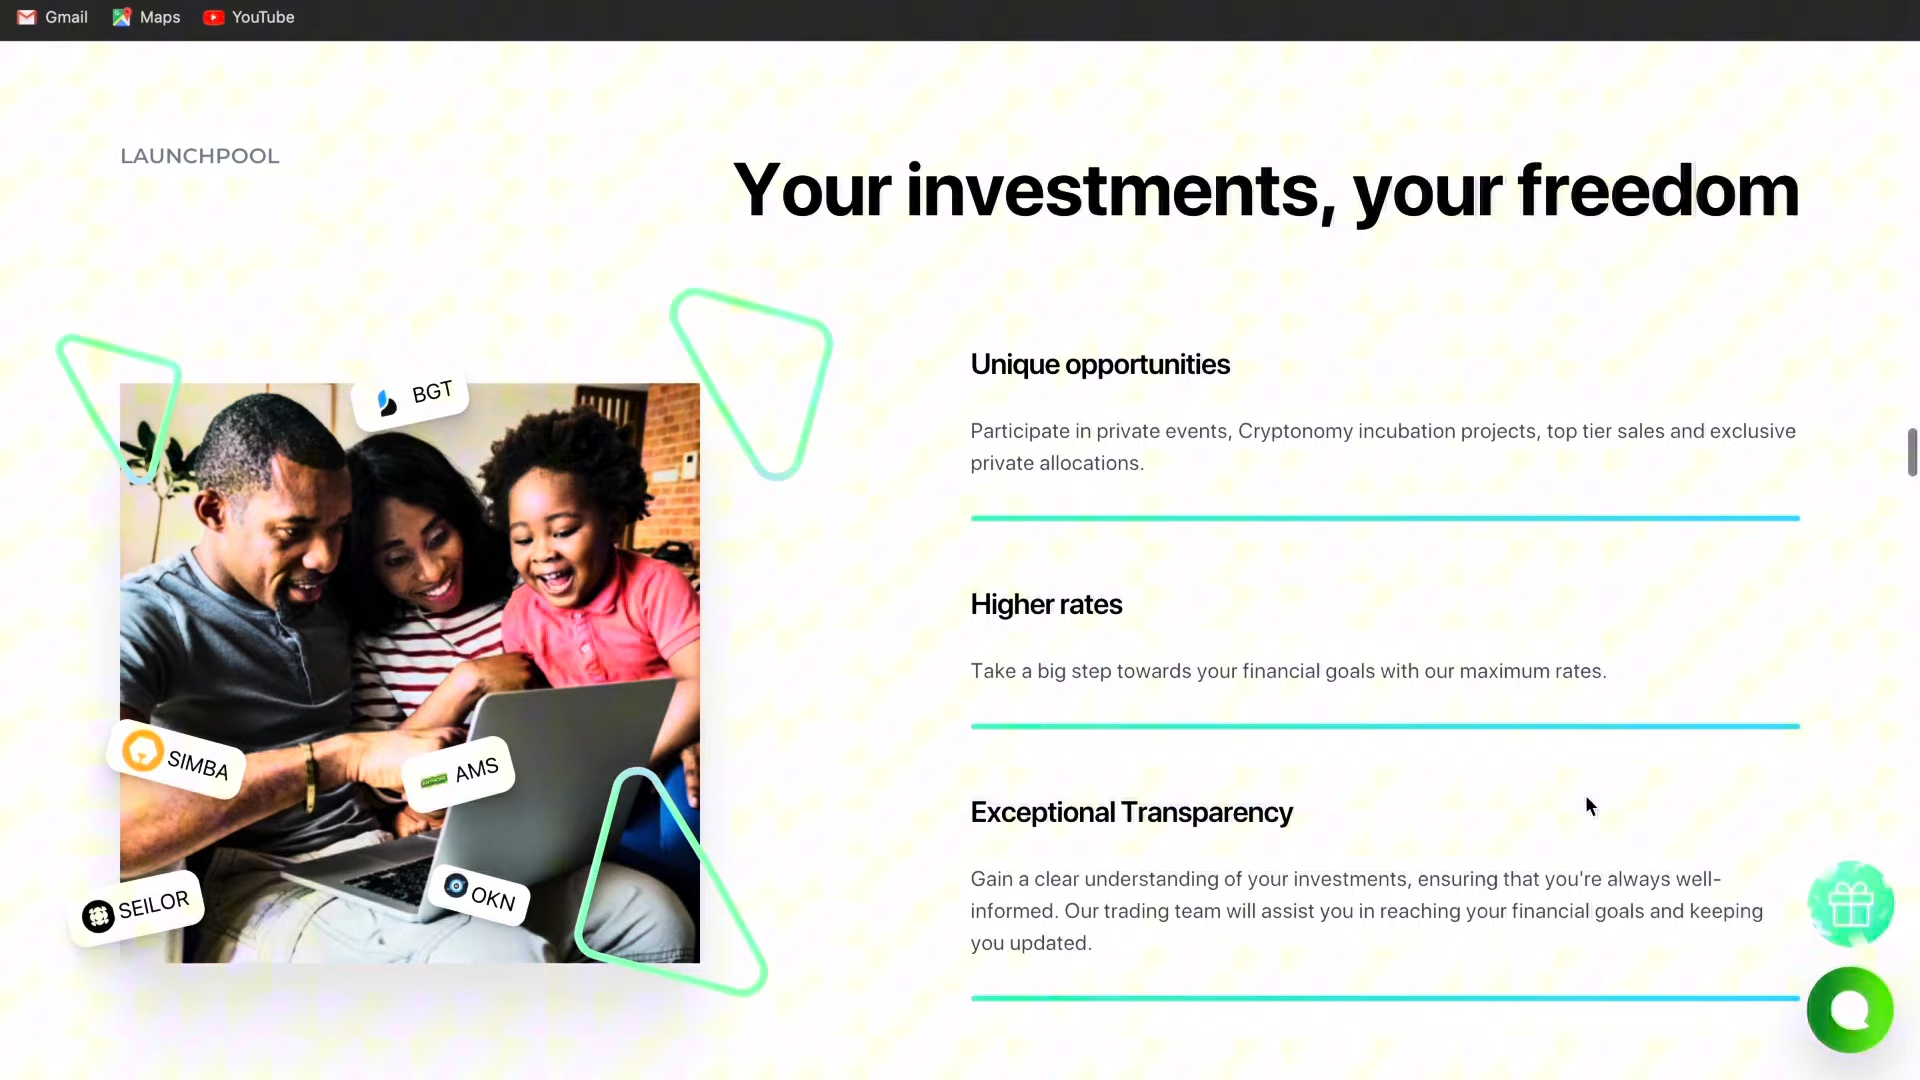 Gmail Maps YouTube
LAUNCHPOOL
Your investments, your freedom
BGT
SIMBA
AMS
SEILOR
OKN
Unique opportunities
Participate in private events, Cryptonomy incubation projects, top tier sales and exclusive
private allocations.
Higher rates
Take a big step towards your financial goals with our maximum rates.
Exceptional Transparency
Gain a clear understanding of your investments, ensuring that you're always well-
informed. Our trading team will assist you in reaching your financial goals and keeping
you updated.